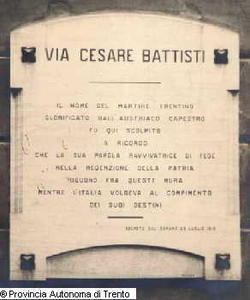 VIA CESARE BATTISTI
IL NOME DEL MARTIRE TRENTINO
GLORIFICATO DALL'AUSTRIACO CAPESTRO
FU QUI SCOLPITO
A RICORDO
CHE LA SUA PAROLA RAVVIVATRICE DI FEDE
NELLA REDENZIONE DELLA PATRIA
FRA QUESTE MURA
MENTRE L'ITALIA VOLGEVA AL COMPIMENTO
DEI SUOI DESTINI
LUGLIO
© Provincia Autonoma di Trento